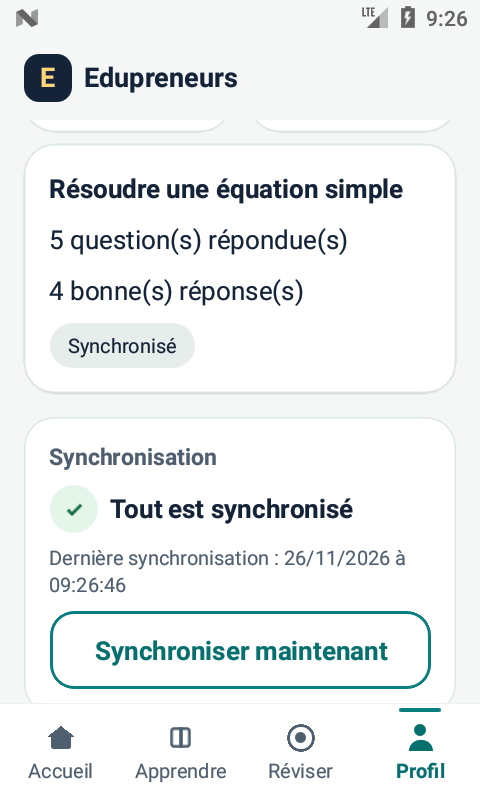 LTE
9:26
E
Edupreneurs
Résoudre une équation simple
5 question(s) répondue(s)
4 bonne(s) réponse(s)
Synchronisé
Synchronisation
Tout est synchronisé
Dernière synchronisation : 26/11/2026 à
09:26:46
Synchroniser maintenant
Accueil
Apprendre
Réviser
Profil